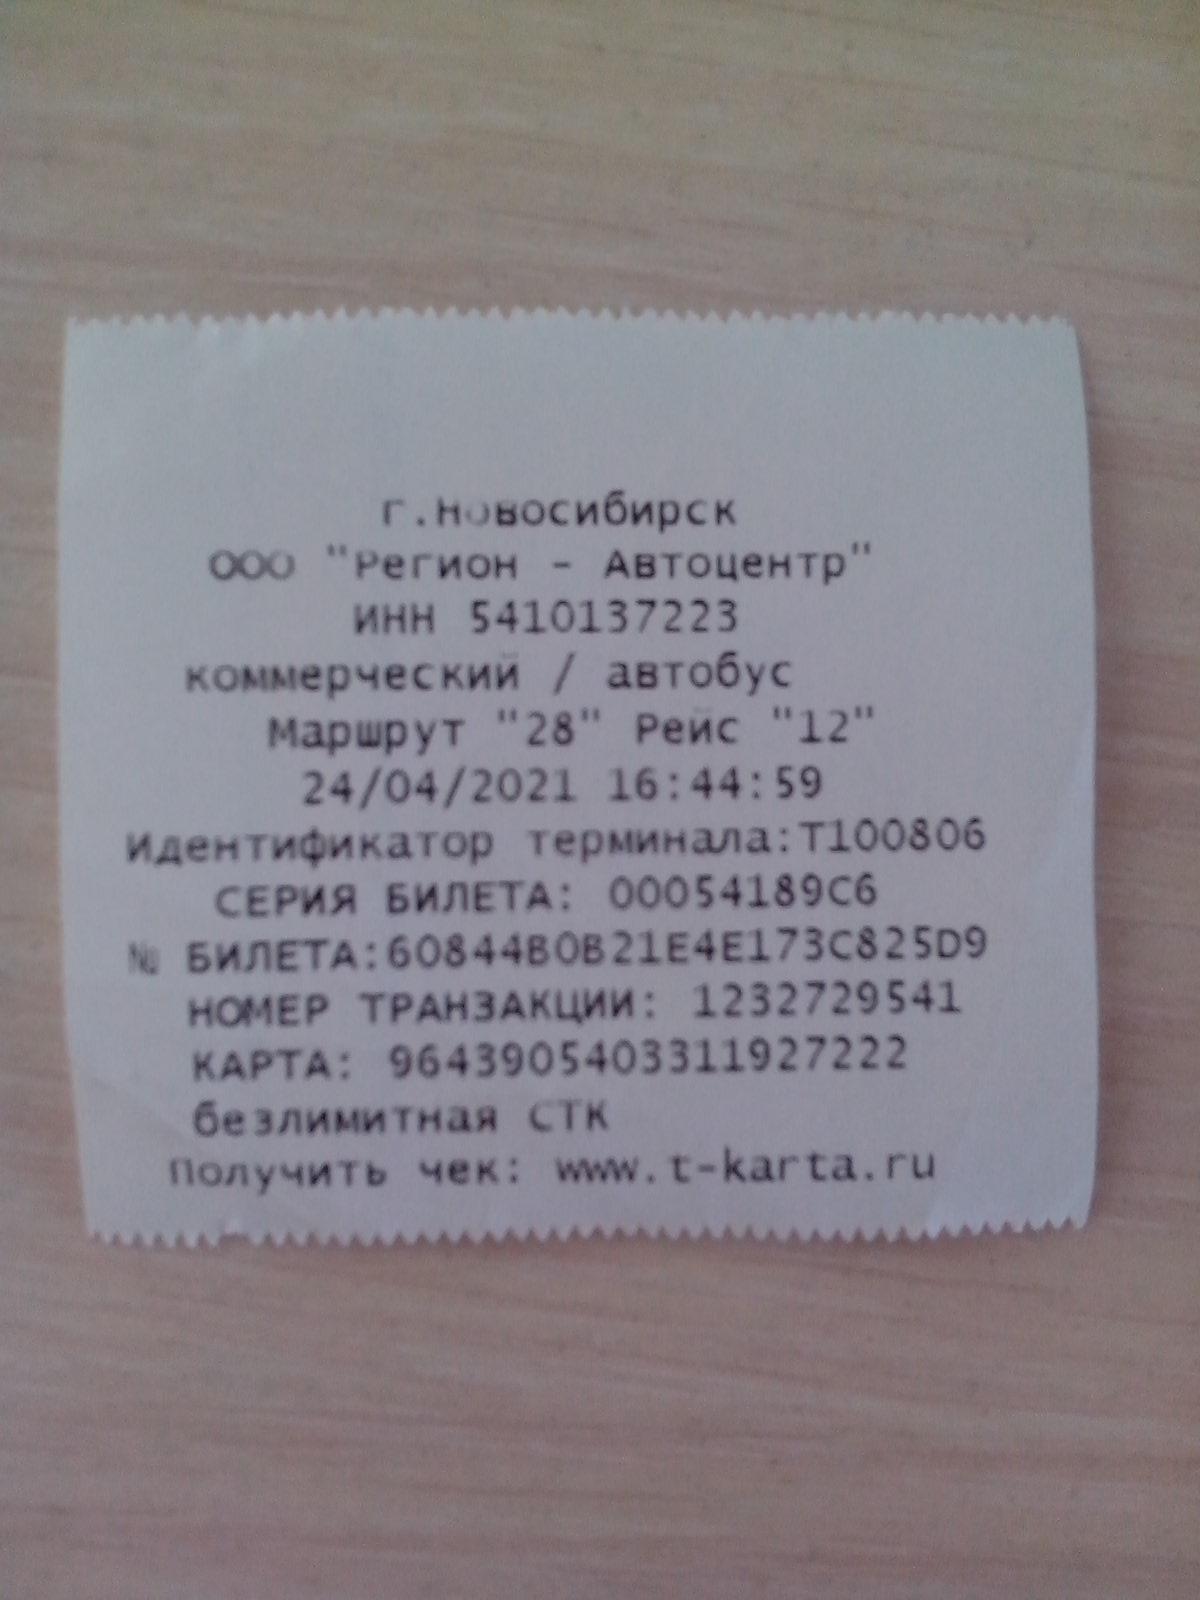 г.Новосибирск
ООО "Регион - Автоцентр"
ИНН 5410137223
коммерческий / автобус
Маршрут "28" Рейс "12"
24/04/2021 16:44:59
Идентификатор терминала:T100806
СЕРИЯ БИЛЕТА: 00054189C6
№ БИЛЕТА:60844B0B21E4E173C825D9
НОМЕР ТРАНЗАКЦИИ: 1232729541
КАРТА: 9643905403311927222
безлимитная СТК
Получить чек: www.t-karta.ru